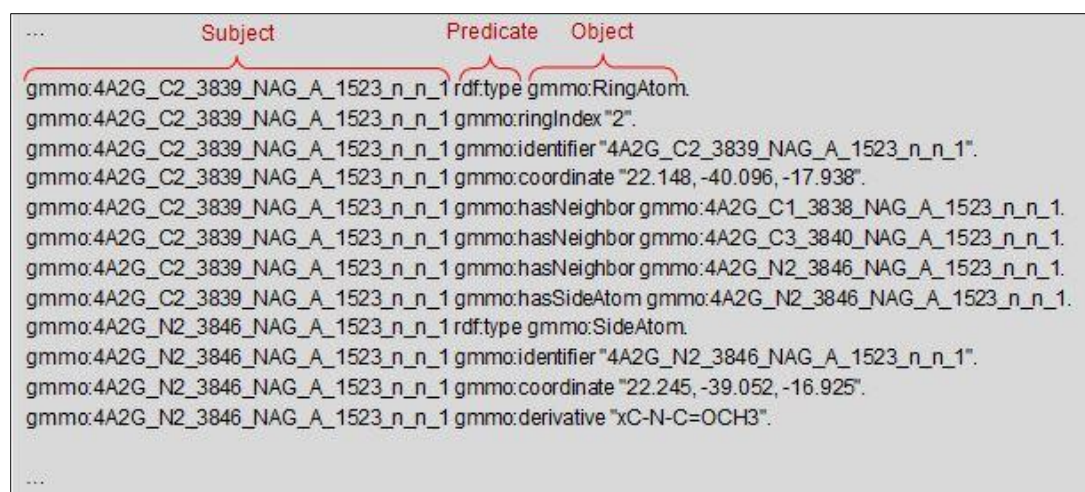 ...
Subject Predicate Object
gmmo:4A2G_C2_3839_NAG_A_1523_n_n_1 rdf:type gmmo:RingAtom.
gmmo:4A2G_C2_3839_NAG_A_1523_n_n_1 gmmo:ringIndex "2".
gmmo:4A2G_C2_3839_NAG_A_1523_n_n_1 gmmo:identifier "4A2G_C2_3839_NAG_A_1523_n_n_1".
gmmo:4A2G_C2_3839_NAG_A_1523_n_n_1 gmmo:coordinate "22.148, -40.096, -17.938".
gmmo:4A2G_C2_3839_NAG_A_1523_n_n_1 gmmo:hasNeighbor gmmo:4A2G_C1_3838_NAG_A_1523_n_n_1.
gmmo:4A2G_C2_3839_NAG_A_1523_n_n_1 gmmo:hasNeighbor gmmo:4A2G_C3_3840_NAG_A_1523_n_n_1.
gmmo:4A2G_C2_3839_NAG_A_1523_n_n_1 gmmo:hasNeighbor gmmo:4A2G_N2_3846_NAG_A_1523_n_n_1.
gmmo:4A2G_C2_3839_NAG_A_1523_n_n_1 gmmo:hasSideAtom gmmo:4A2G_N2_3846_NAG_A_1523_n_n_1.
gmmo:4A2G_N2_3846_NAG_A_1523_n_n_1 rdf:type gmmo:SideAtom.
gmmo:4A2G_N2_3846_NAG_A_1523_n_n_1 gmmo:identifier "4A2G_N2_3846_NAG_A_1523_n_n_1".
gmmo:4A2G_N2_3846_NAG_A_1523_n_n_1 gmmo:coordinate "22.245, -39.052, -16.925".
gmmo:4A2G_N2_3846_NAG_A_1523_n_n_1 gmmo:derivative "xC-N-C=OCH3".
...